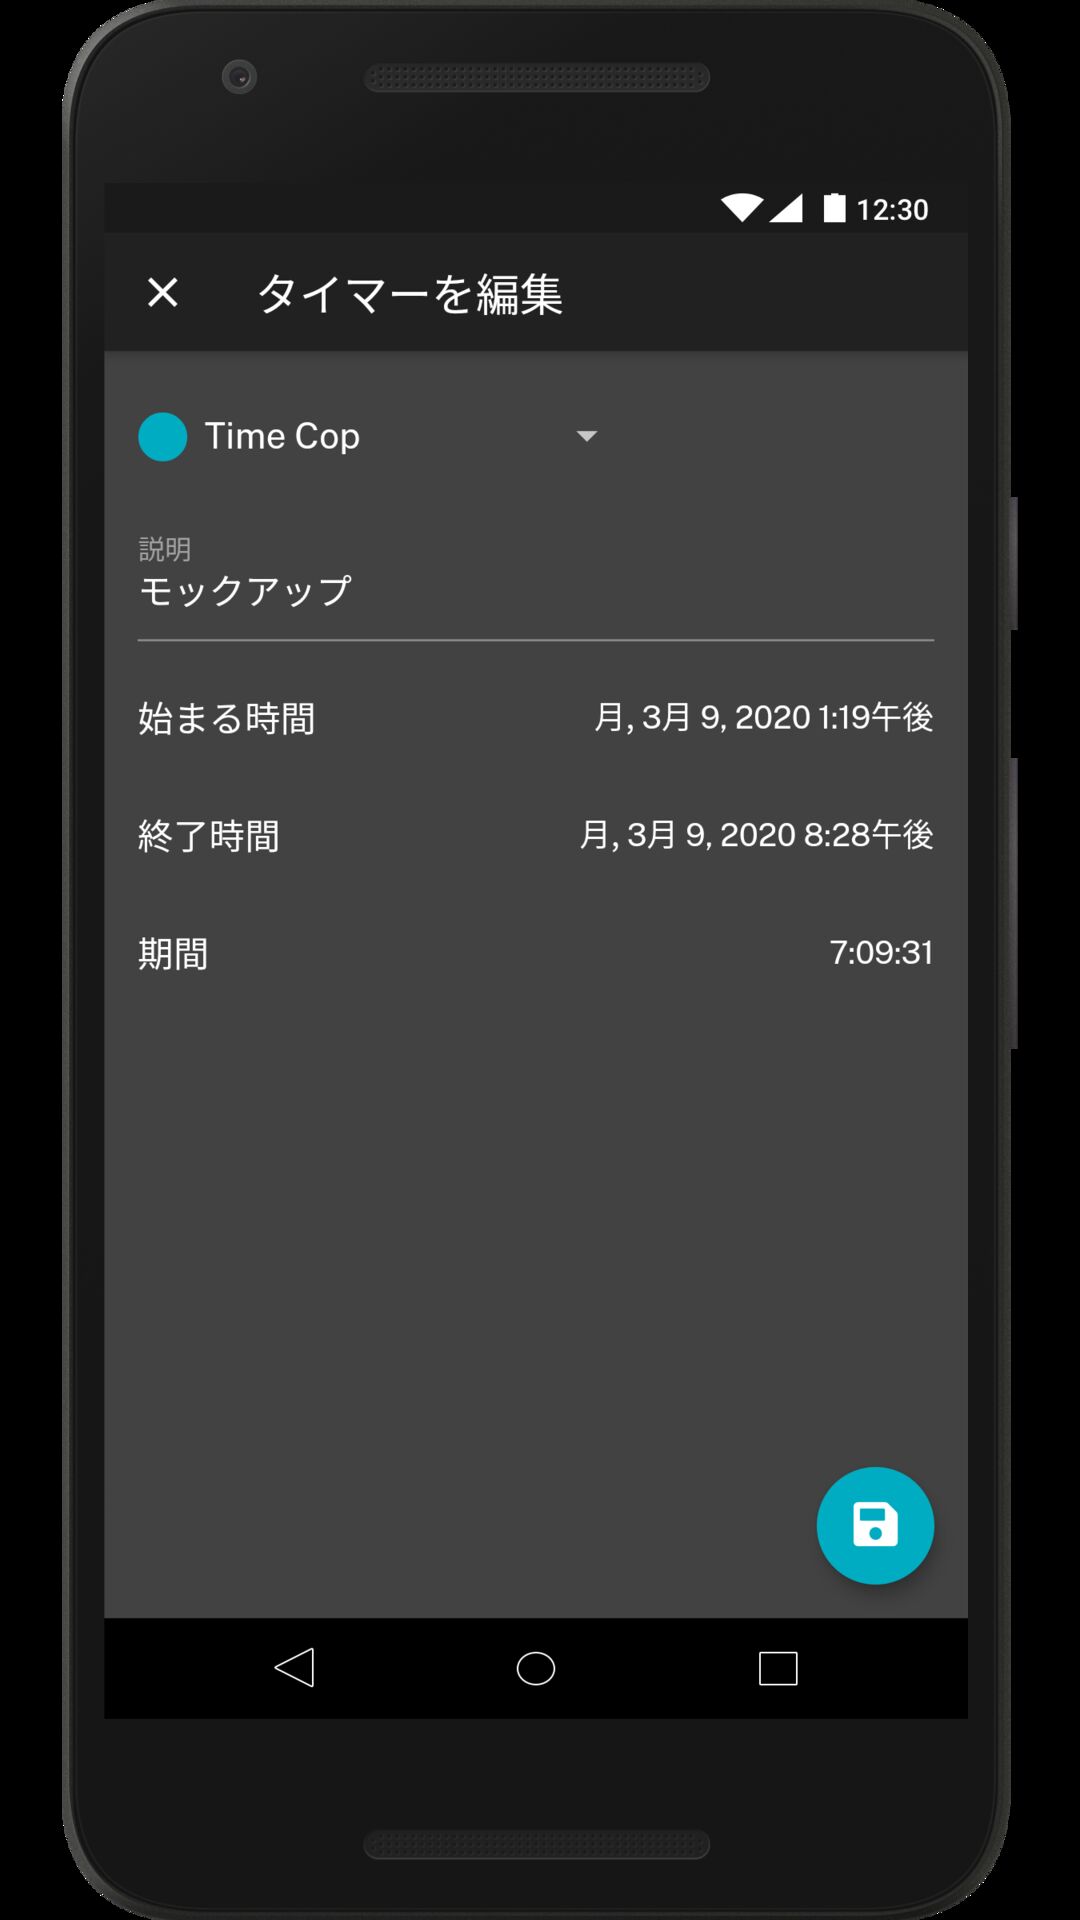 12:30
タイマーを編集
Time Cop
説明
モックアップ
始まる時間 月, 3月 9, 2020 1:19午後
終了時間 月, 3月 9, 2020 8:28午後
期間 7:09:31